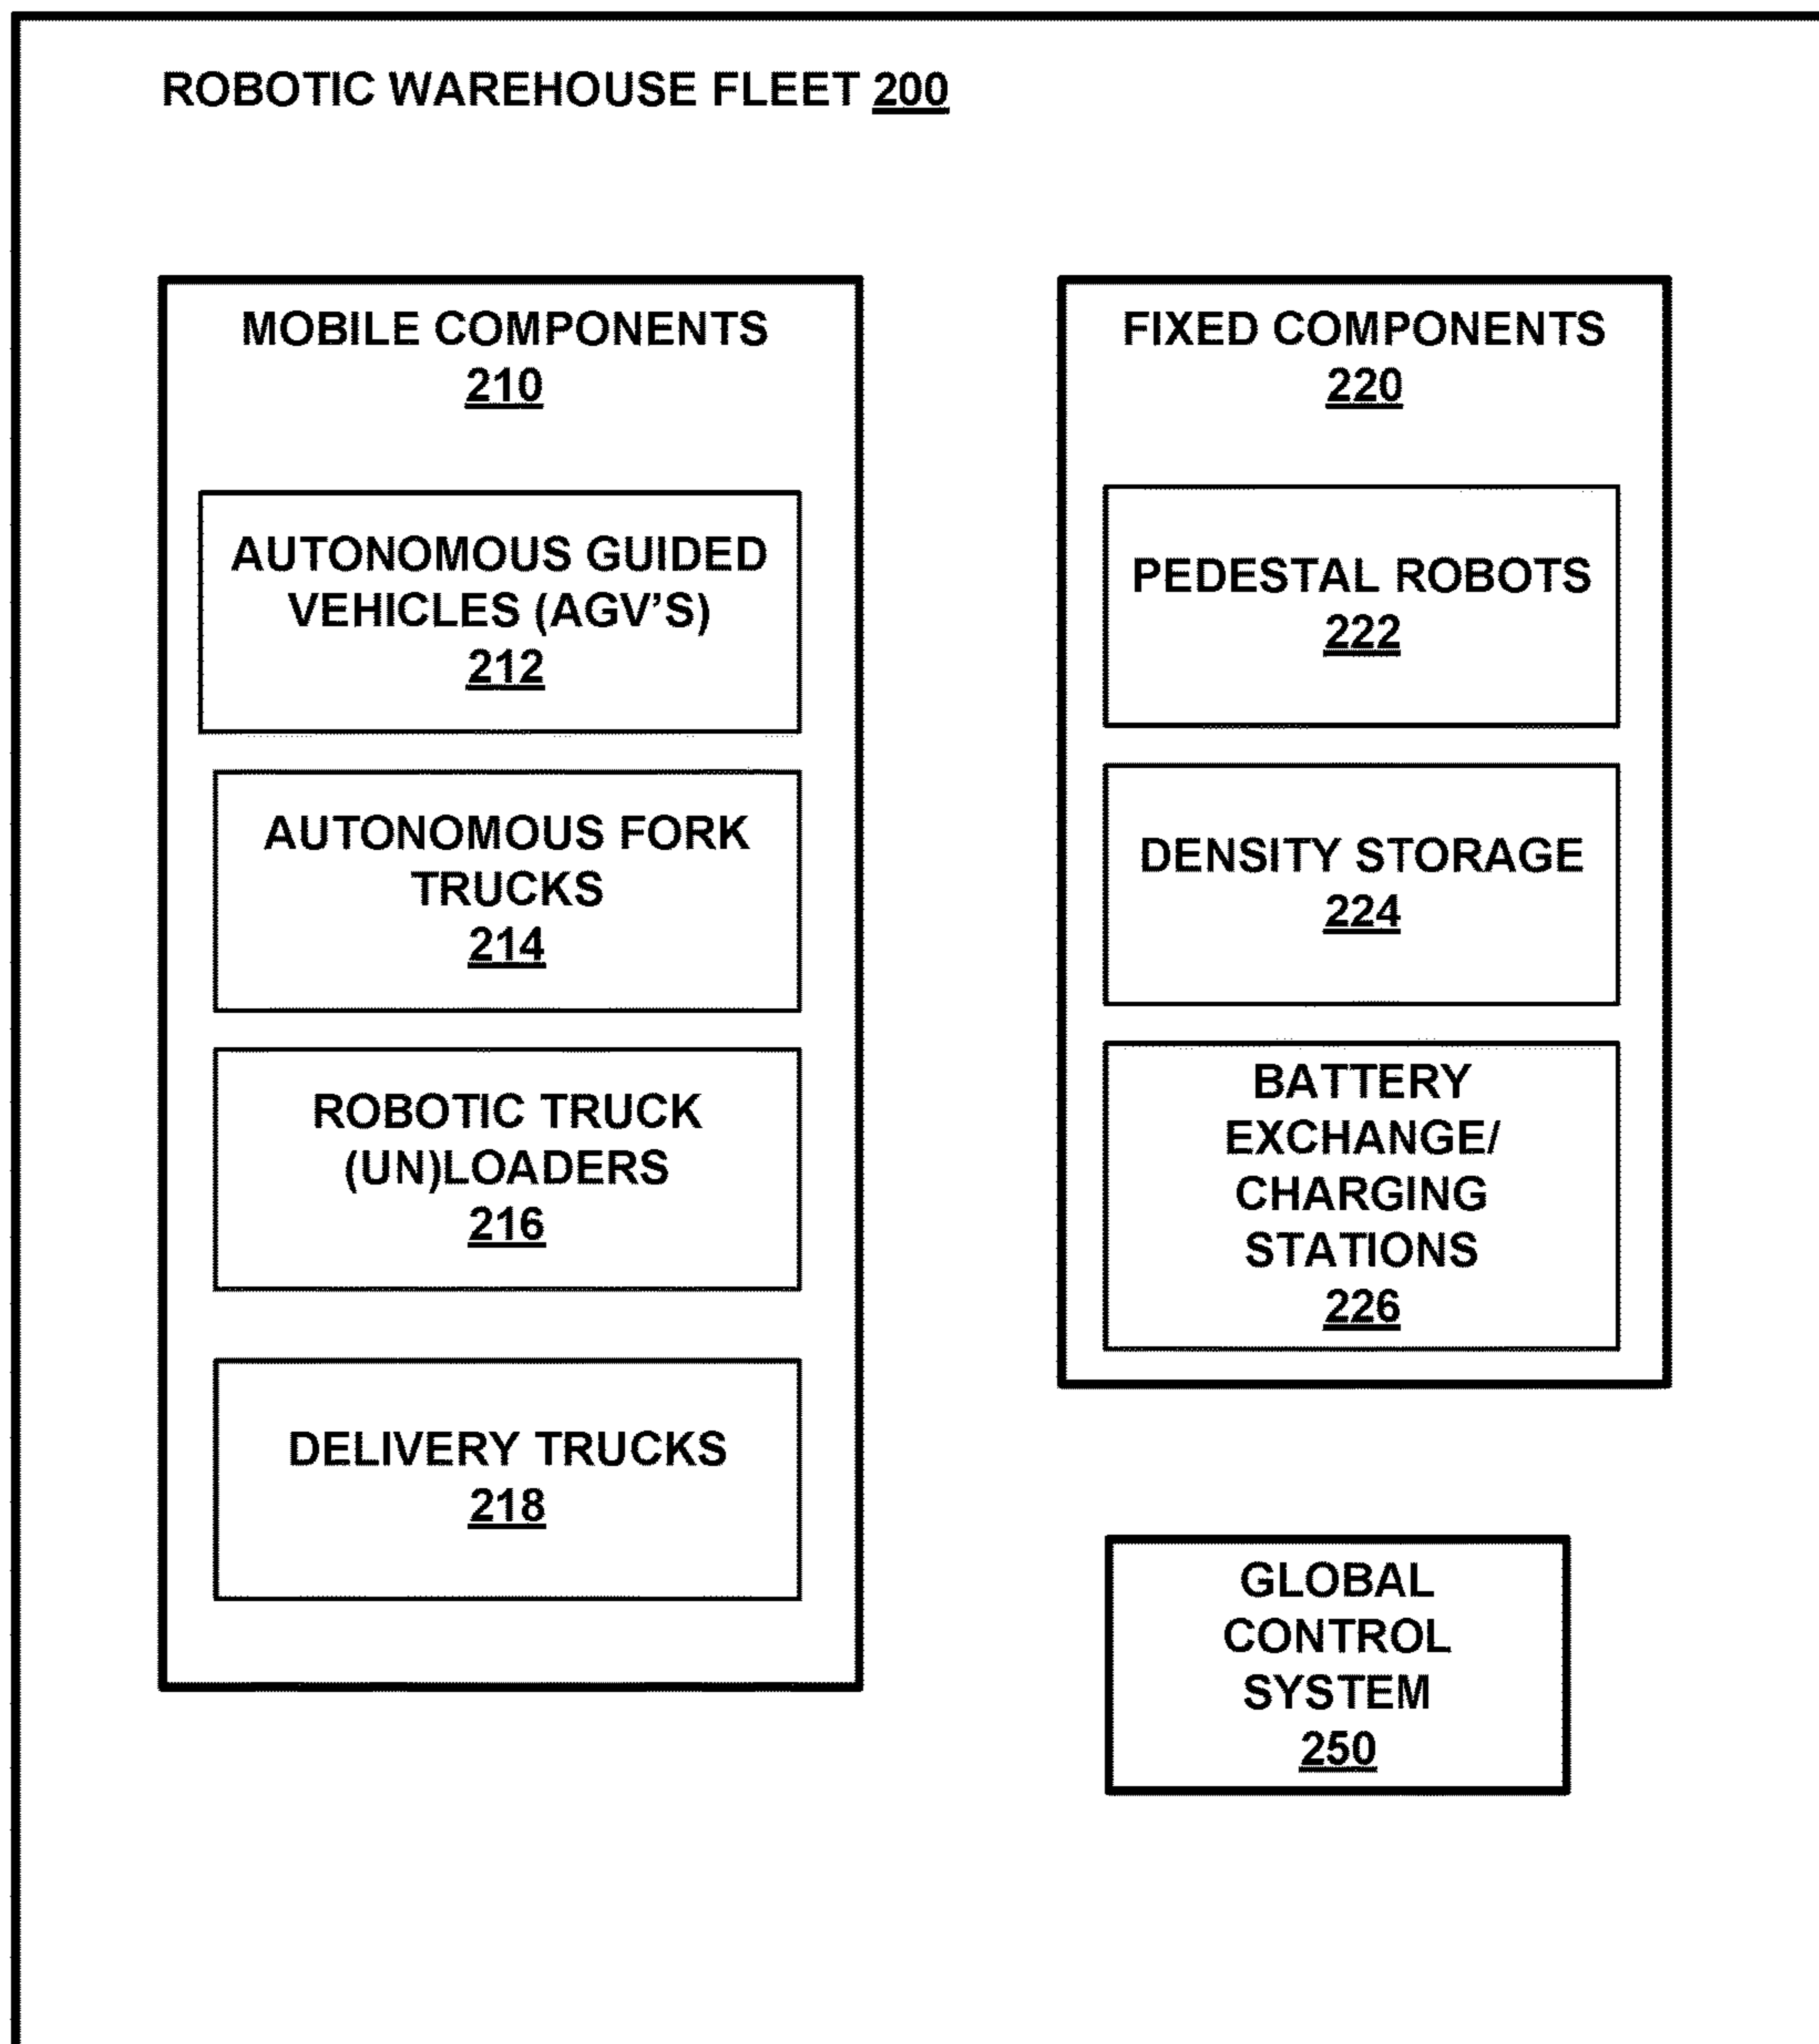 ROBOTIC WAREHOUSE FLEET 200
MOBILE COMPONENTS
210
AUTONOMOUS GUIDED
VEHICLES (AGV'S)
212
AUTONOMOUS FORK
TRUCKS
214
ROBOTIC TRUCK
(UN)LOADERS
216
DELIVERY TRUCKS
218
FIXED COMPONENTS
220
PEDESTAL ROBOTS
222
DENSITY STORAGE
224
BATTERY
EXCHANGE/
CHARGING
STATIONS
226
GLOBAL
CONTROL
SYSTEM
250